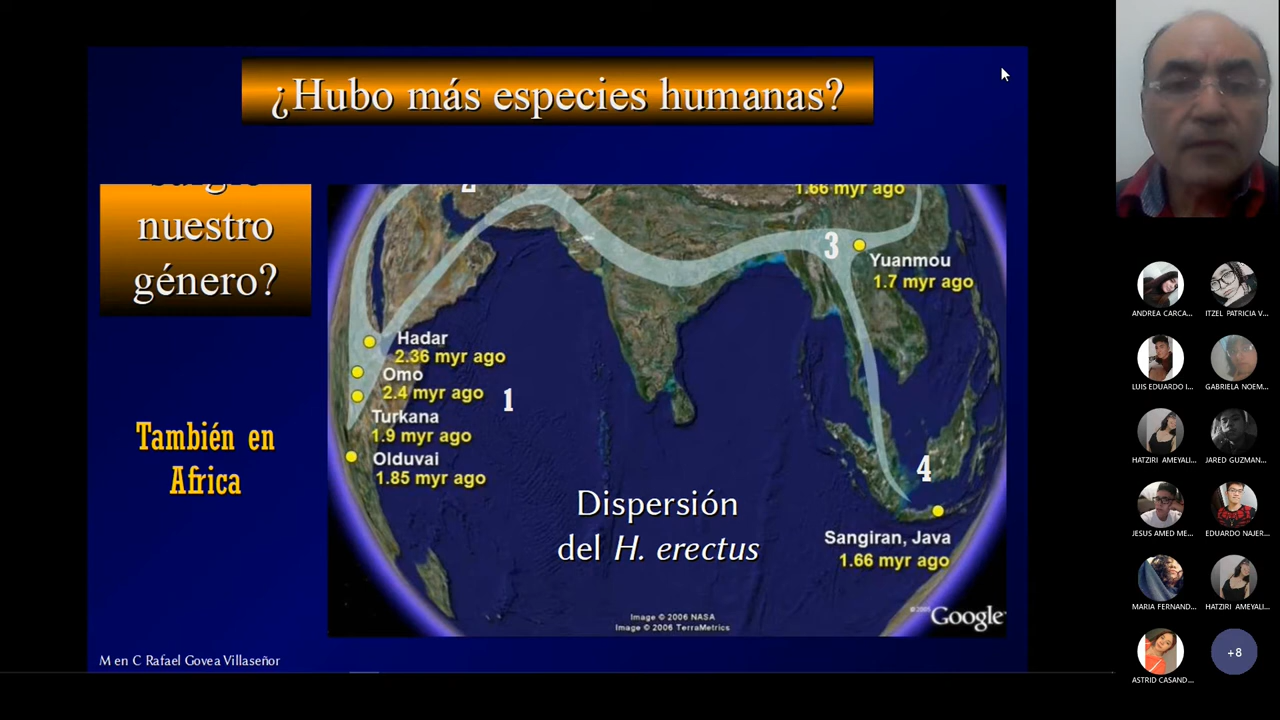 ¿Hubo más especies humanas?
surgió
nuestro
género?
También en
Africa
2
1.66 myr ago
3
Yuanmou
1.7 myr ago
Hadar
2.36 myr ago
Omo
2.4 myr ago
1
Turkana
1.9 myr ago
Olduvai
1.85 myr ago
4
Dispersión
del H. erectus
Sangiran, Java
1.66 myr ago
Image © 2006 NASA
Image © 2006 TerraMetrics
©2005 Google
M en C Rafael Govea Villaseñor
ANDREA CARCA...
ITZEL PATRICIA V...
LUIS EDUARDO I...
GABRIELA NOEM...
HATZIRI AMEYALI...
JARED GUZMAN...
JESUS AMED ME...
EDUARDO NAJER...
MARIA FERNAND...
HATZIRI AMEYALI...
ASTRID CASAND...
+8